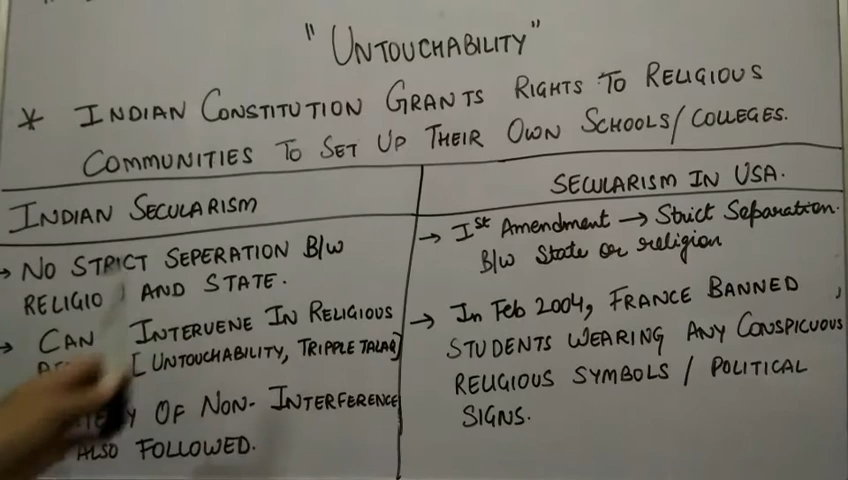 "UNTOUCHABILITY"
* INDIAN CONSTITUTION GRANTS RIGHTS TO RELIGIOUS
COMMUNITIES TO SET UP THEIR OWN SCHOOLS/COLLEGES.
INDIAN SECULARISM
→ NO STRICT SEPERATION B/W
RELIGIO AND STATE.
→ CAN INTERVENE IN RELIGIOUS
[UNTOUCHABILITY, TRIPPLE TALAQ]
OF NON-INTERFERENCE
ALSO FOLLOWED.
SECULARISM IN USA.
→ Ist Amendment → Strict Separation.
B/w State or religion
→ In Feb 2004, FRANCE BANNED,
STUDENTS WEARING ANY CONSPICUOUS
RELIGIOUS SYMBOLS / POLITICAL
SIGNS.